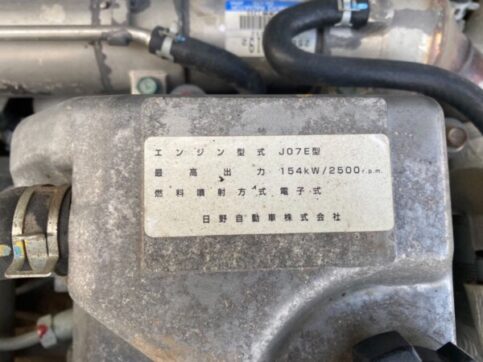 エンジン型式 J07E型
最高出力 154kW/2500r.p.m.
燃料噴射方式 電子式
日野自動車株式会社